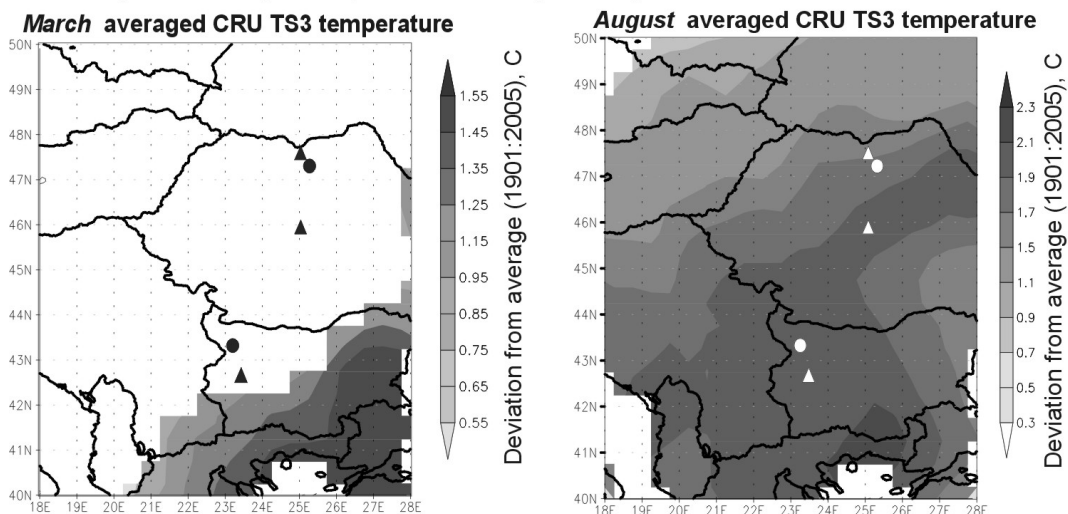 March averaged CRU TS3 temperature
50N
49N
48N
47N
46N
45N
44N
43N
42N
41N
40N
18E 19E 20E 21E 22E 23E 24E 25E 26E 27E 28E
1.55
1.45
1.35
1.25
1.15
0.95
0.85
0.75
0.65
0.55
Deviation from average (1901:2005), C
August averaged CRU TS3 temperature
50N
49N
48N
47N
46N
45N
44N
43N
42N
41N
40N
18E 19E 20E 21E 22E 23E 24E 25E 26E 27E 28E
2.3
2.1
1.9
1.7
1.5
1.3
1.1
0.9
0.7
0.5
0.3
Deviation from average (1901:2005), C